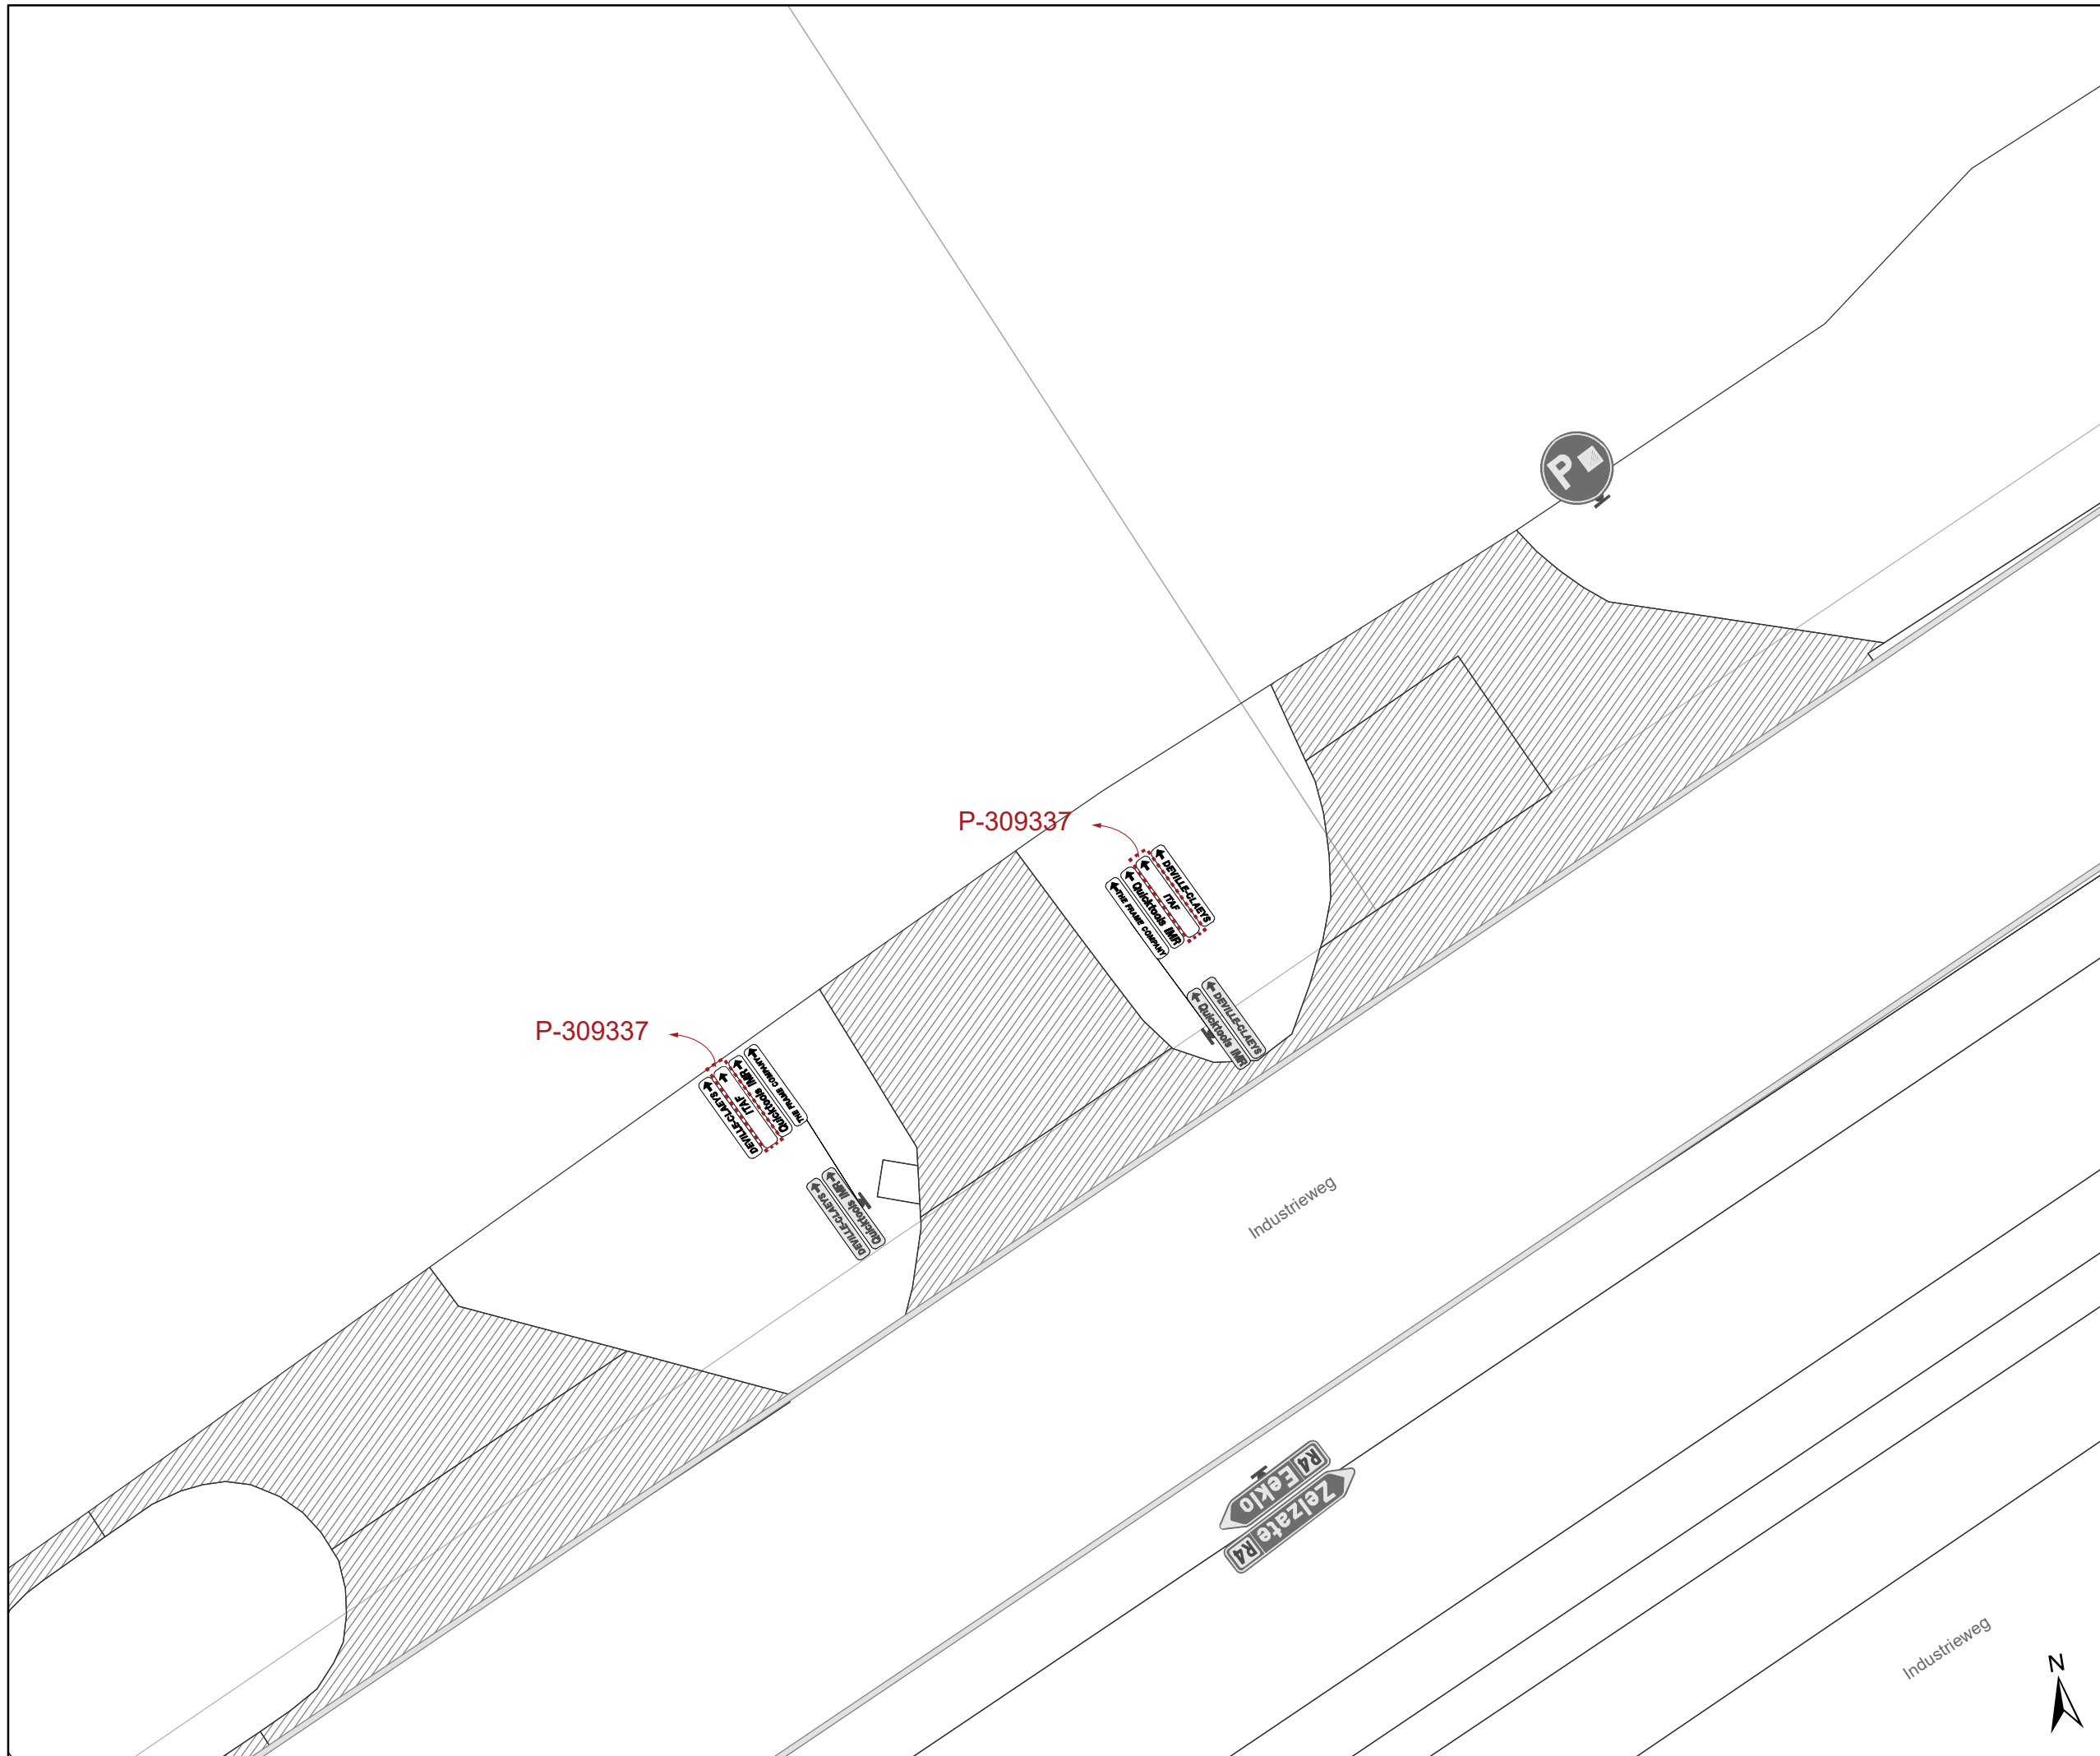 P
P-309337
DEVILLE-CLAEYS
ITAF
Quicktools IMR
THE FRAME COMPANY
DEVILLE-CLAEYS
Quicktools IMR
P-309337
THE FRAME COMPANY
Quicktools IMR
ITAF
DEVILLE-CLAEYS
Quicktools IMR
DEVILLE-CLAEYS
Industrieweg
R4 Eeklo
Zelzate R4
Industrieweg
N